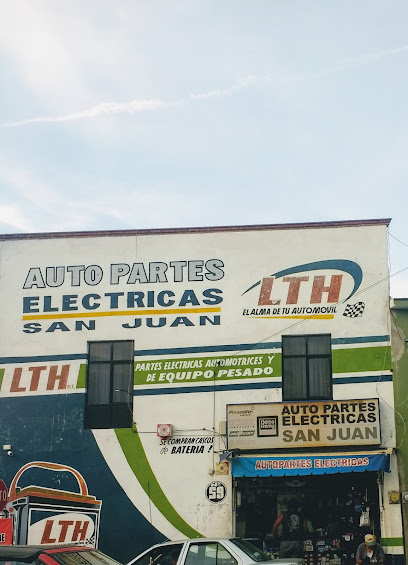 AUTO PARTES
ELECTRICAS
SAN JUAN
LTH
EL ALMA DE TU AUTOMOVIL
LTH
PARTES ELECTRICAS AUTOMOTRICES Y
DE EQUIPO PESADO
SE COMPRAN CASCOS
DE BATERIA
AUTO PARTES
ELECTRICAS
SAN JUAN
AUTOPARTES ELECTRICAS
59
LTH